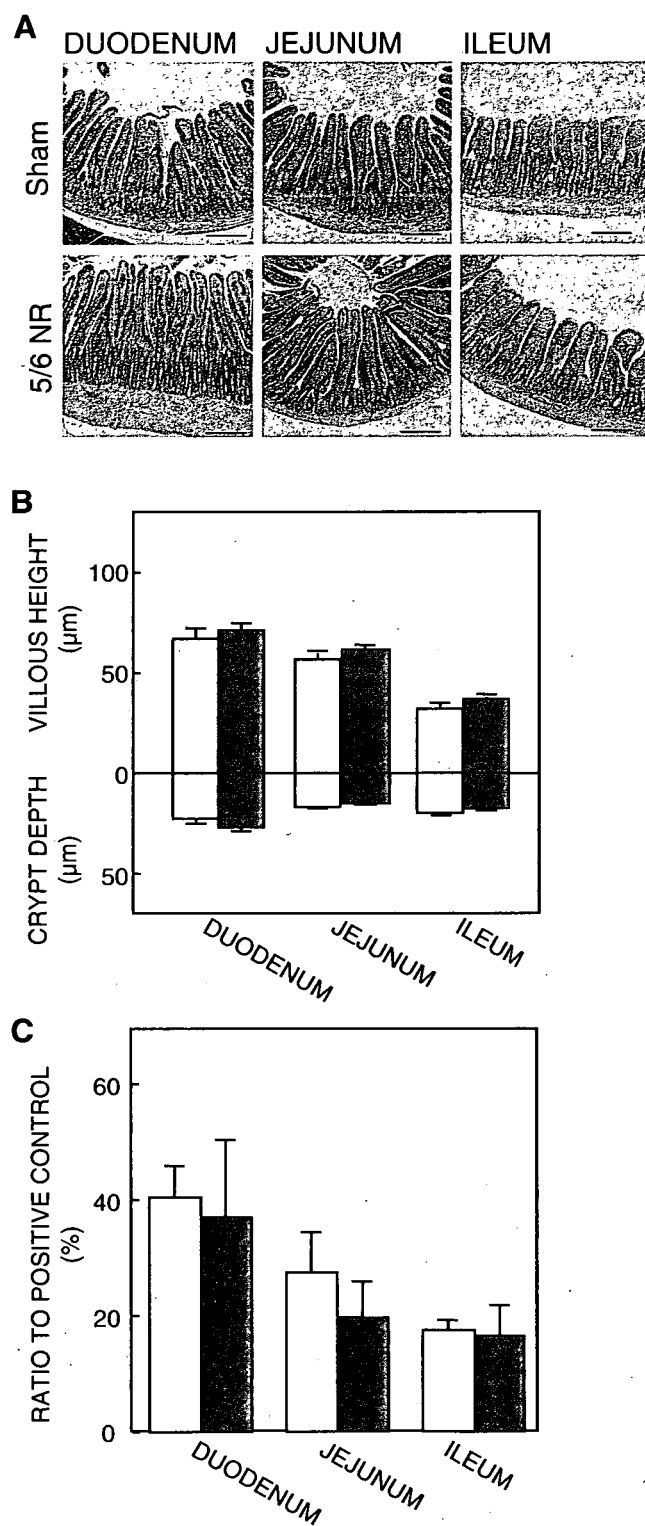 A
DUODENUM JEJUNUM ILEUM
Sham
5/6 NR
B
VILLOUS HEIGHT
(µm)
CRYPT DEPTH
(µm)
100
50
0
50
DUODENUM
JEJUNUM
ILEUM
C
RATIO TO POSITIVE CONTROL
(%)
60
40
20
0
DUODENUM
JEJUNUM
ILEUM